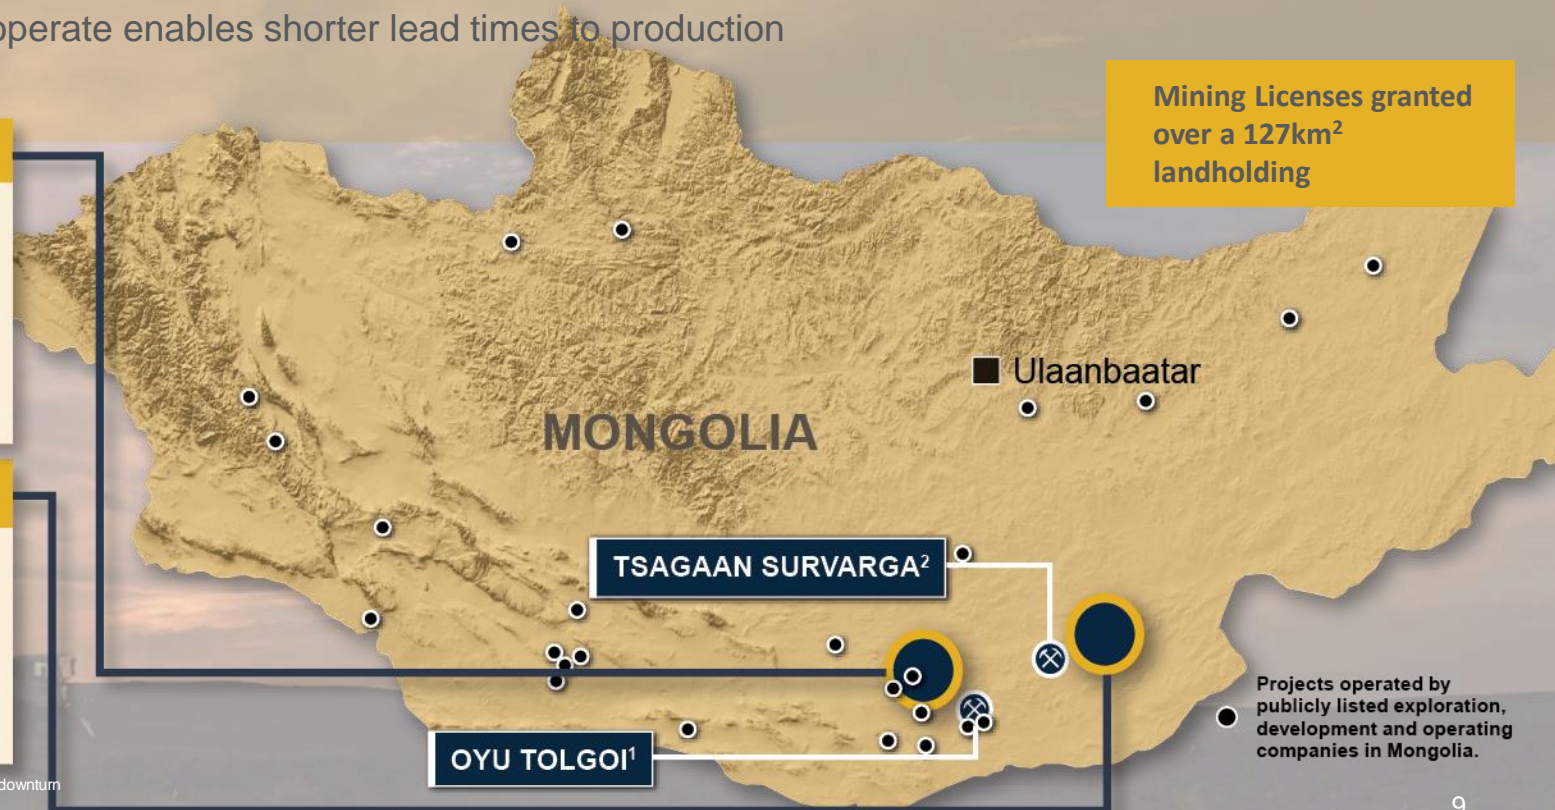 operate enables shorter lead times to production
Mining Licenses granted
over a 127km²
landholding
Ulaanbaatar
MONGOLIA
TSAGAAN SURVARGA²
OYU TOLGOI¹
Projects operated by
publicly listed exploration,
development and operating
companies in Mongolia.
downturn
9